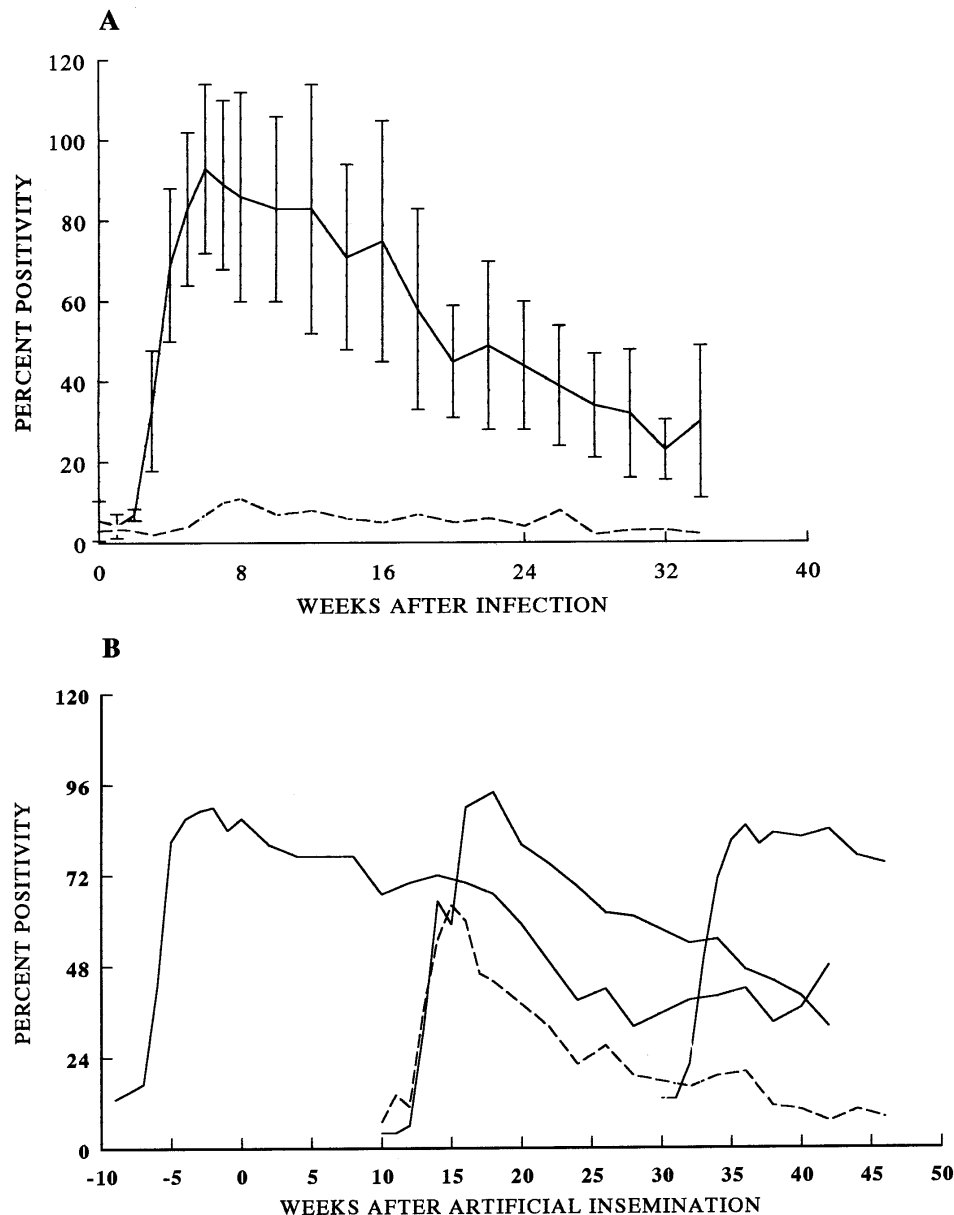 A
120
100
80
60
40
20
0
PERCENT POSITIVITY
0 8 16 24 32 40
WEEKS AFTER INFECTION
B
120
96
72
48
24
0
PERCENT POSITIVITY
-10 -5 0 5 10 15 20 25 30 35 40 45 50
WEEKS AFTER ARTIFICIAL INSEMINATION